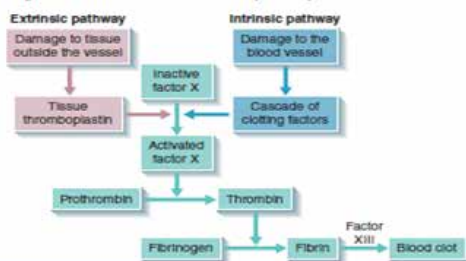 Extrinsic pathway
Intrinsic pathway
Damage to tissue
outside the vessel
Damage to the
blood vessel
Inactive
factor X
Tissue
thromboplastin
Cascade of
clotting factors
Activated
factor X
Prothrombin
Thrombin
Factor
XIII
Fibrinogen
Fibrin
Blood clot